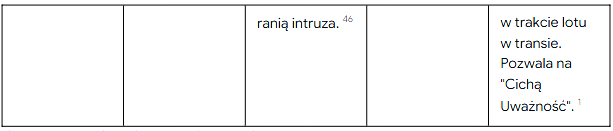 ranią intruza. 46
w trakcie lotu
w transie.
Pozwala na
"Cichą
Uważność". 1